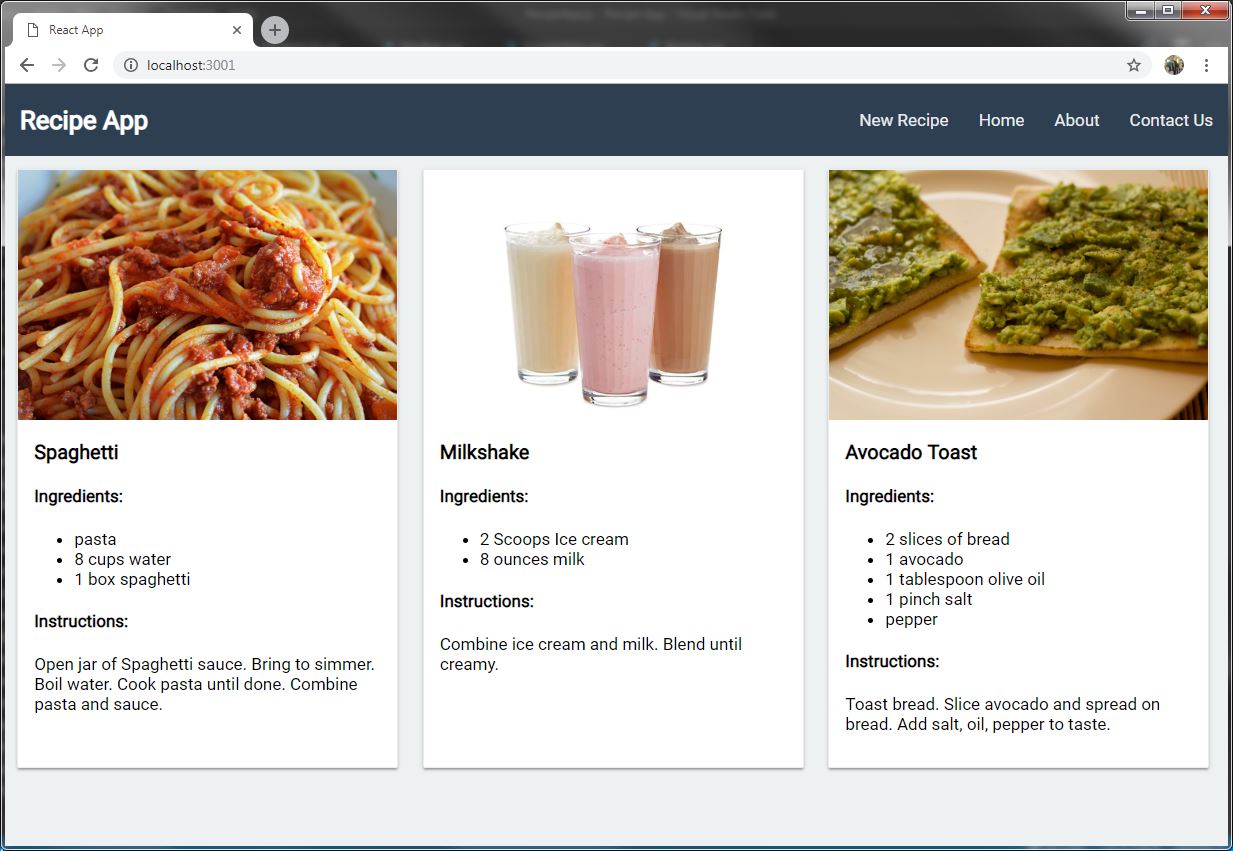 React App
localhost:3001
Recipe App
New Recipe Home About Contact Us
Spaghetti
Ingredients:
pasta
8 cups water
1 box spaghetti
Instructions:
Open jar of Spaghetti sauce. Bring to simmer.
Boil water. Cook pasta until done. Combine
pasta and sauce.
Milkshake
Ingredients:
2 Scoops Ice cream
8 ounces milk
Instructions:
Combine ice cream and milk. Blend until
creamy.
Avocado Toast
Ingredients:
2 slices of bread
1 avocado
1 tablespoon olive oil
1 pinch salt
pepper
Instructions:
Toast bread. Slice avocado and spread on
bread. Add salt, oil, pepper to taste.